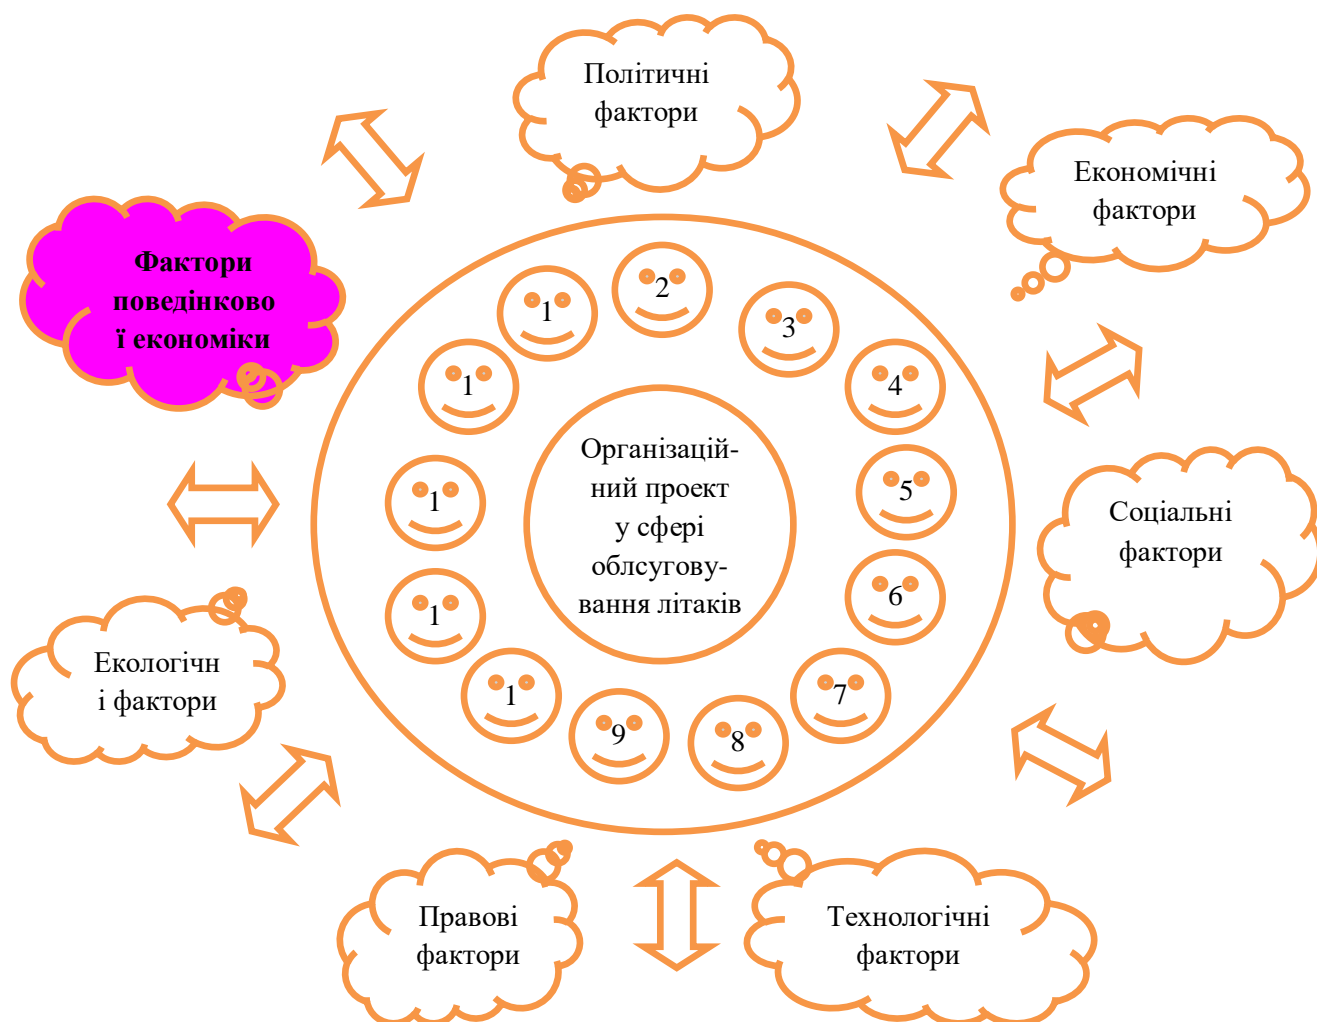 Політичні
фактори
Економічні
фактори
Фактори
поведінково
ї економіки
1
2
3
1
4
1
5
1
6
1
7
1
9
8
Організацій-
ний проект
у сфері
облсугову-
вання літаків
Соціальні
фактори
Екологічн
і фактори
Правові
фактори
Технологічні
фактори